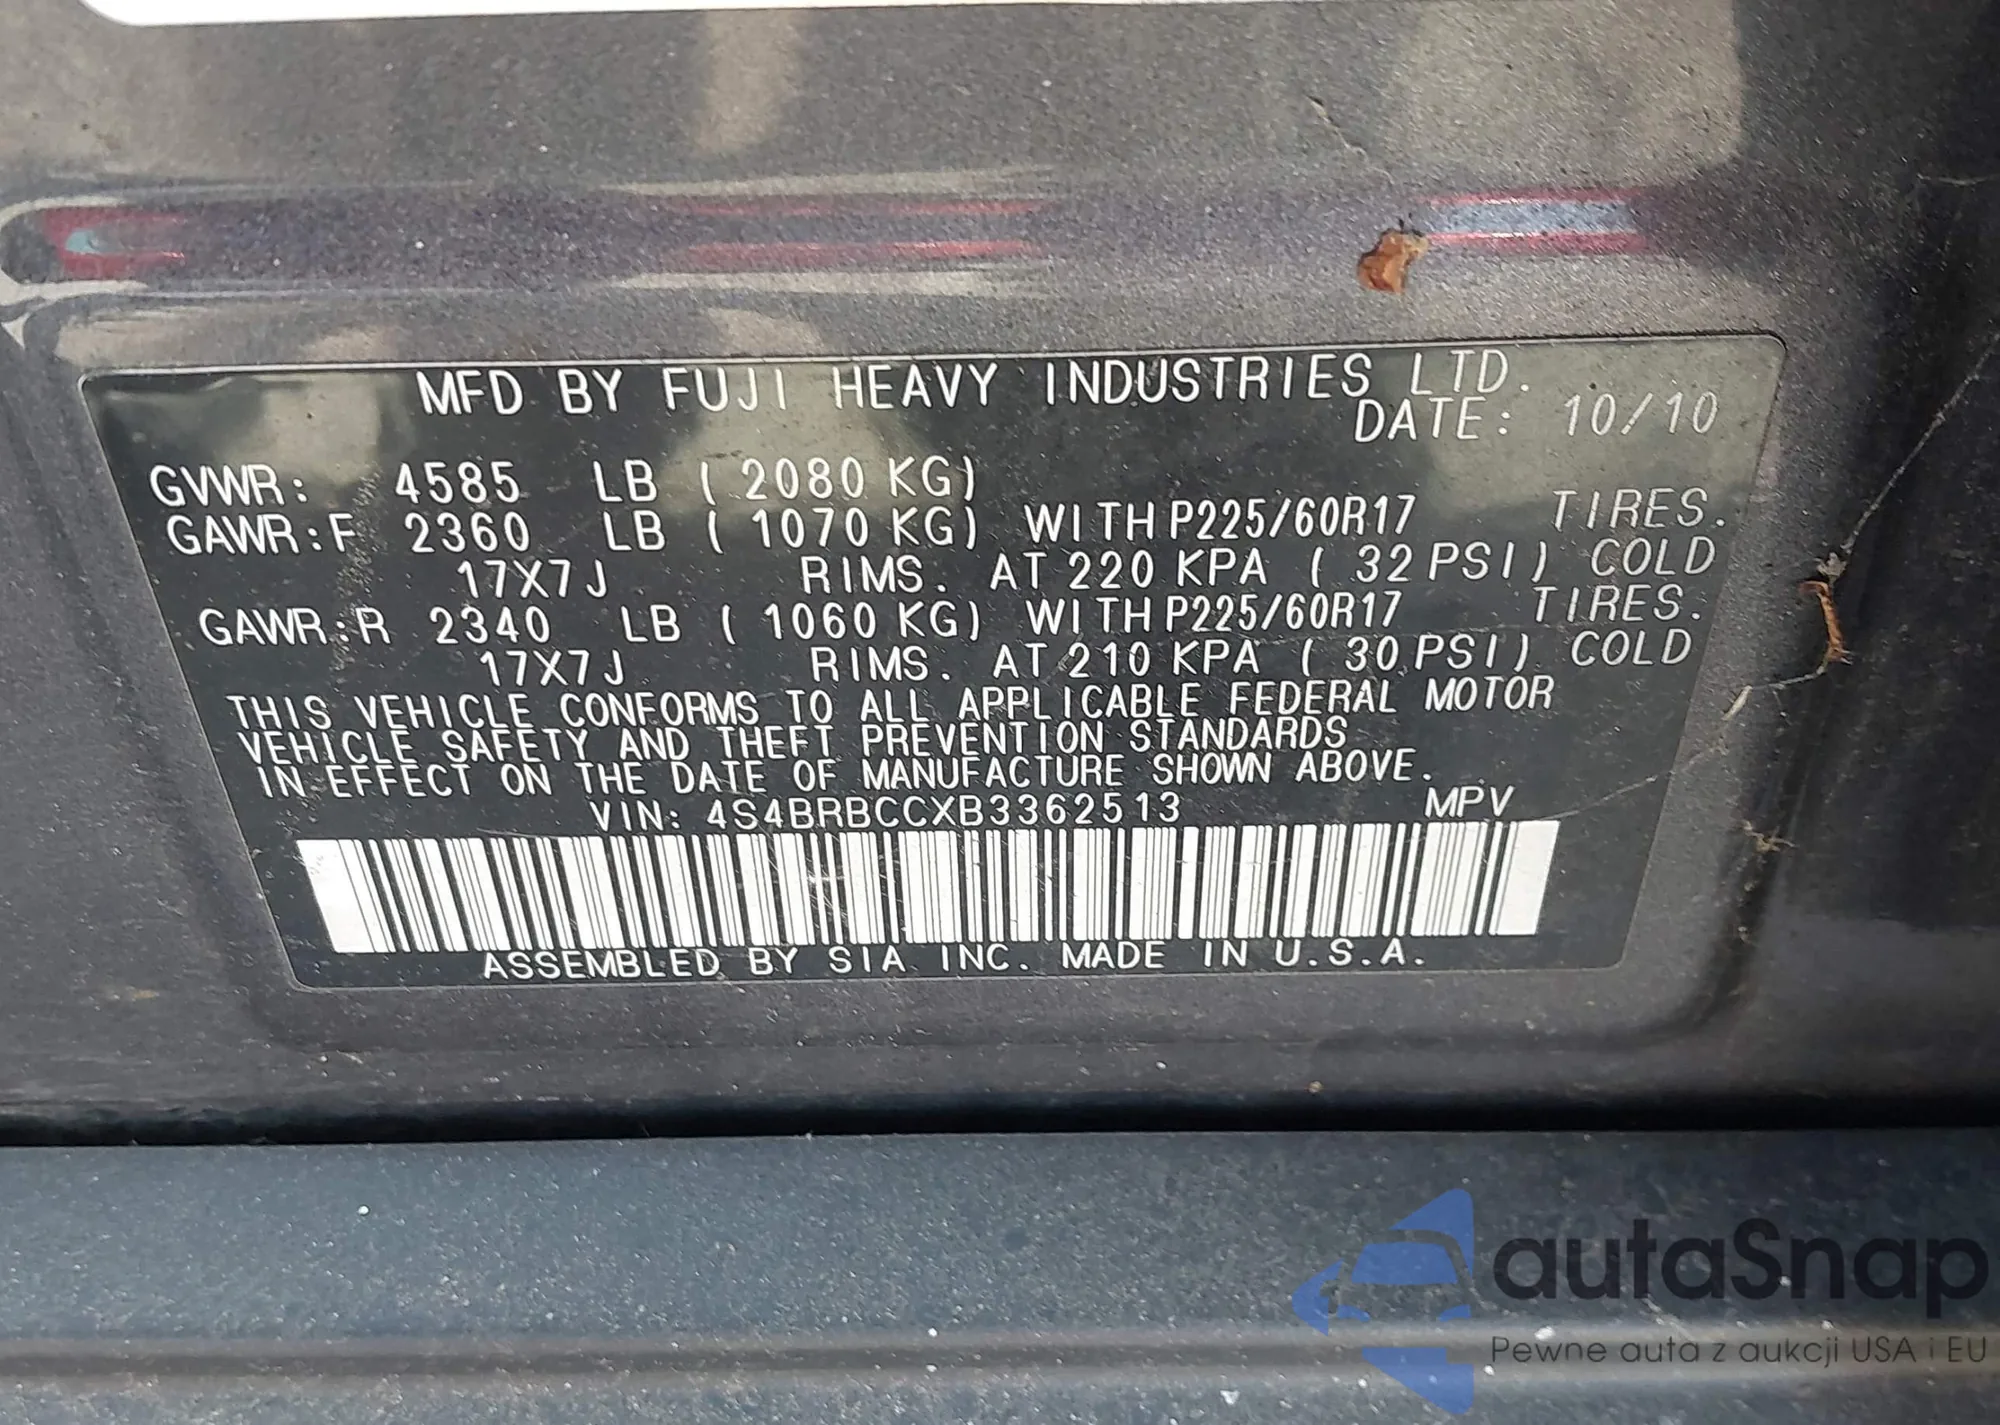 MFD BY FUJI HEAVY INDUSTRIES LTD.
DATE: 10/10
GVWR: 4585 LB ( 2080 KG)
GAWR:F 2360 LB ( 1070 KG) WITH P225/60R17 TIRES.
17X7J RIMS. AT 220 KPA ( 32 PSI) COLD
GAWR:R 2340 LB ( 1060 KG) WITH P225/60R17 TIRES.
17X7J RIMS. AT 210 KPA ( 30 PSI) COLD
THIS VEHICLE CONFORMS TO ALL APPLICABLE FEDERAL MOTOR
VEHICLE SAFETY AND THEFT PREVENTION STANDARDS
IN EFFECT ON THE DATE OF MANUFACTURE SHOWN ABOVE.
VIN: 4S4BRBCCXB3362513 MPV
ASSEMBLED BY SIA INC. MADE IN U.S.A.
autaSnap
Pewne auta z aukcji USA i EU